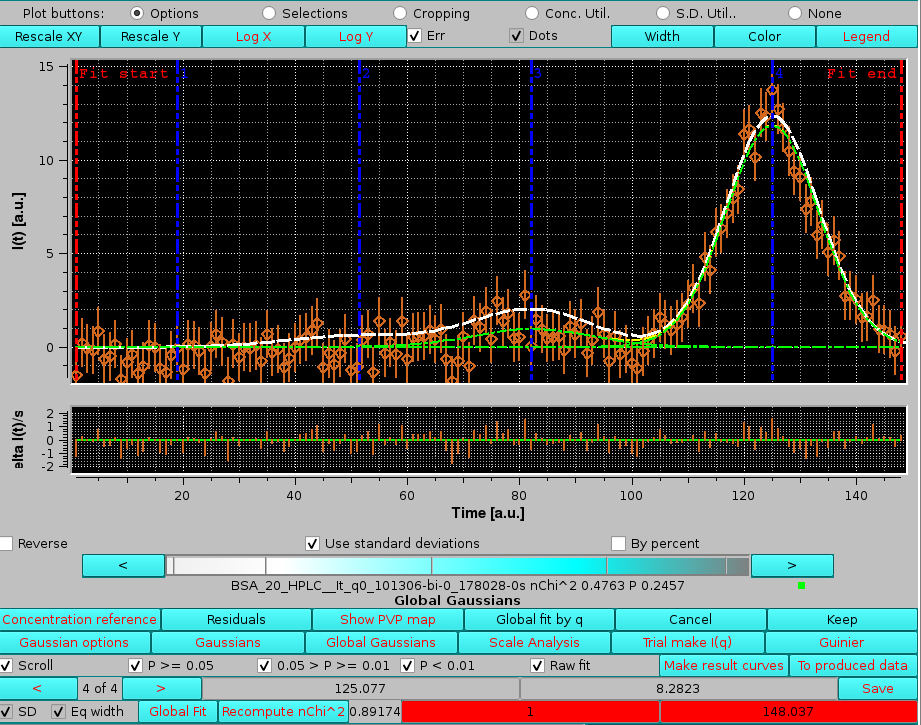 Plot buttons: Options Selections Cropping Conc. Util. S.D. Util.. None
Rescale XY Rescale Y Log X Log Y Err Dots Width Color Legend
15
Fit start 1 2 3 4 Fit end
10
I(t) [a.u.]
5
0
2
1
0
-1
-2
elta I(t)/s
20 40 60 80 100 120 140
Time [a.u.]
Reverse Use standard deviations By percent
< >
BSA_20_HPLC__It_q0_101306-bi-0_178028-0s nChi^2 0.4763 P 0.2457
Global Gaussians
Concentration reference Residuals Show PVP map Global fit by q Cancel Keep
Gaussian options Gaussians Global Gaussians Scale Analysis Trial make I(q) Guinier
Scroll P >= 0.05 0.05 > P >= 0.01 P < 0.01 Raw fit Make result curves To produced data
< 4 of 4 > 125.077 8.2823 Save
SD Eq width Global Fit Recompute nChi^2 0.89174 1 148.037